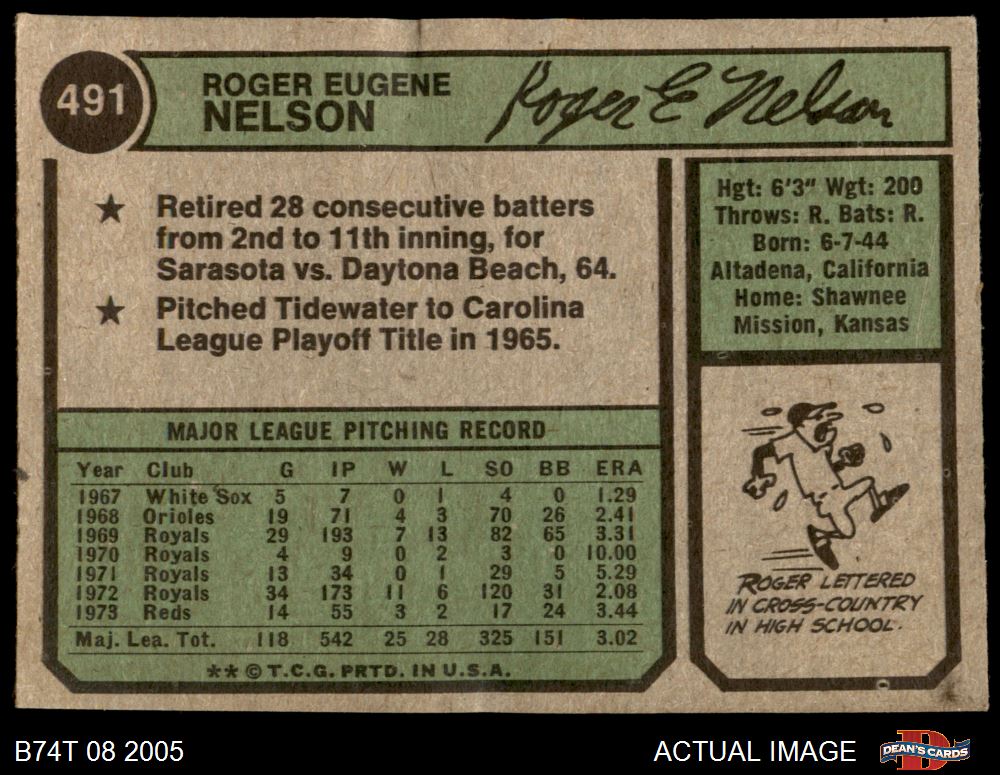 491
ROGER EUGENE
NELSON
Roger E Nelson
★ Retired 28 consecutive batters
from 2nd to 11th inning, for
Sarasota vs. Daytona Beach, 64.
★ Pitched Tidewater to Carolina
League Playoff Title in 1965.
Hgt: 6'3" Wgt: 200
Throws: R. Bats: R.
Born: 6-7-44
Altadena, California
Home: Shawnee
Mission, Kansas
MAJOR LEAGUE PITCHING RECORD
Year Club G IP W L SO BB ERA
1967 White Sox 5 7 0 1 4 0 1.29
1968 Orioles 19 71 4 3 70 26 2.41
1969 Royals 29 193 7 13 82 65 3.31
1970 Royals 4 9 0 2 3 0 10.00
1971 Royals 13 34 0 1 29 5 5.29
1972 Royals 34 173 11 6 120 31 2.08
1973 Reds 14 55 3 2 17 24 3.44
Maj. Lea. Tot. 118 542 25 28 325 151 3.02
** © T.C.G. PRTD. IN U.S.A.
ROGER LETTERED
IN CROSS-COUNTRY
IN HIGH SCHOOL.
B74T 08 2005
ACTUAL IMAGE
DEAN'S CARDS